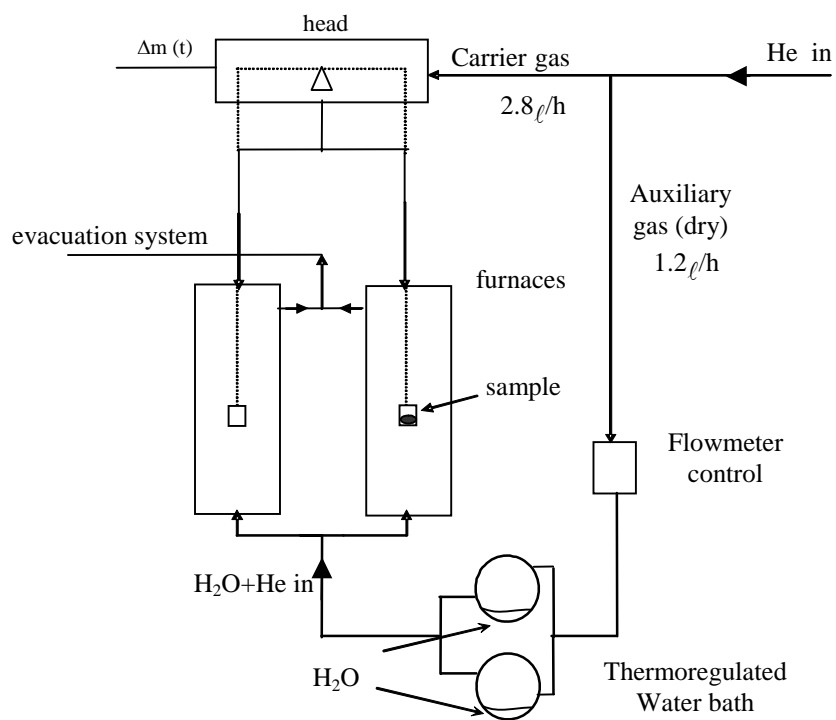 head
Δm (t)
Carrier gas
He in
2.8ℓ/h
Auxiliary
gas (dry)
1.2ℓ/h
evacuation system
furnaces
sample
Flowmeter
control
H₂O+He in
H₂O
Thermoregulated
Water bath